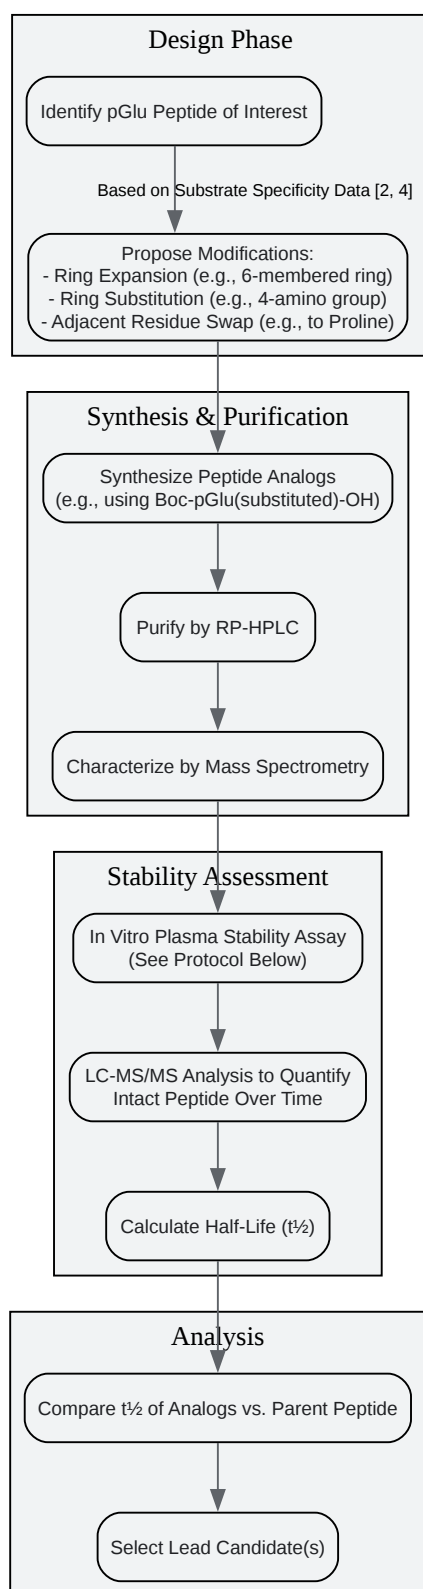 Design Phase
Identify pGlu Peptide of Interest
Based on Substrate Specificity Data [2, 4]
Propose Modifications:
- Ring Expansion (e.g., 6-membered ring)
- Ring Substitution (e.g., 4-amino group)
- Adjacent Residue Swap (e.g., to Proline)
Synthesis & Purification
Synthesize Peptide Analogs
(e.g., using Boc-pGlu(substituted)-OH)
Purify by RP-HPLC
Characterize by Mass Spectrometry
Stability Assessment
In Vitro Plasma Stability Assay
(See Protocol Below)
LC-MS/MS Analysis to Quantify
Intact Peptide Over Time
Calculate Half-Life (t½)
Analysis
Compare t½ of Analogs vs. Parent Peptide
Select Lead Candidate(s)